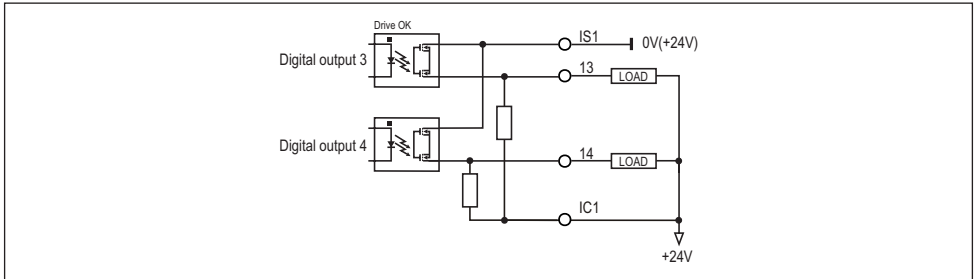 Drive OK
Digital output 3
IS1
0V(+24V)
13
LOAD
Digital output 4
14
LOAD
IC1
+24V